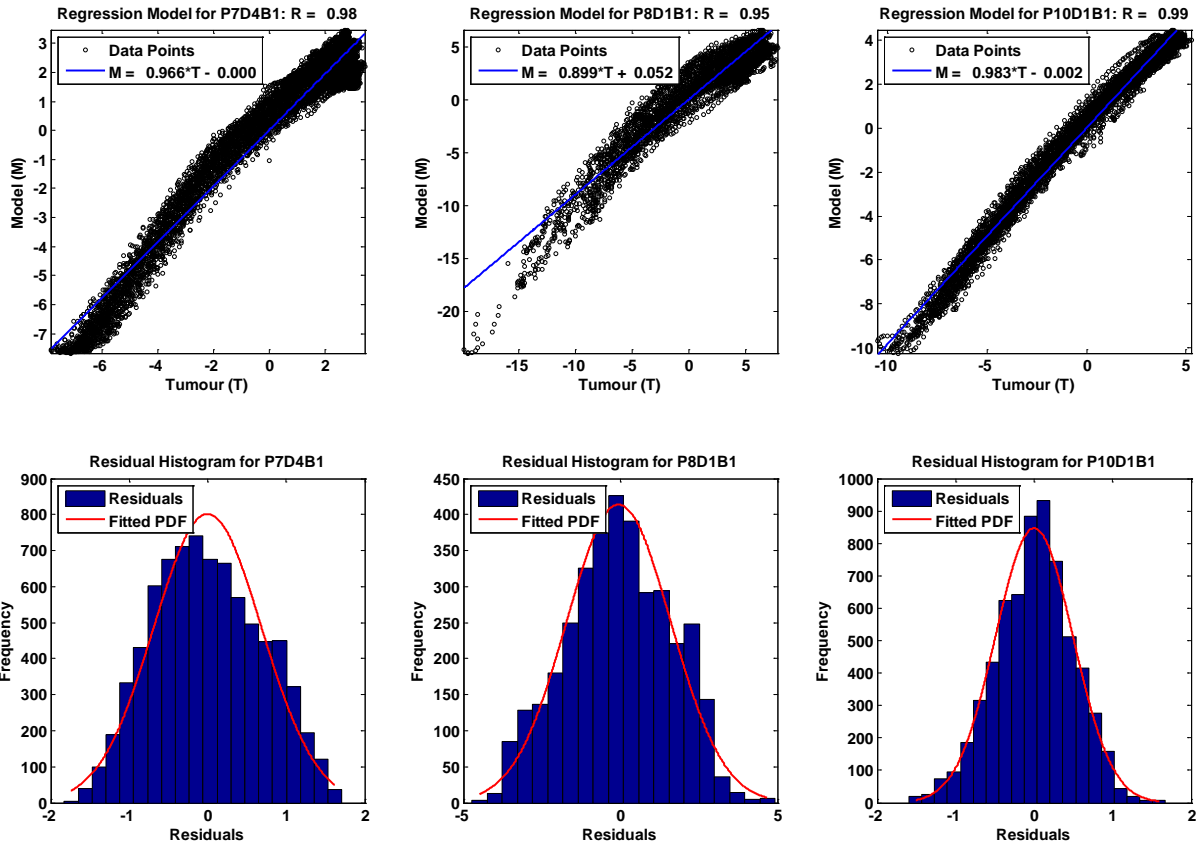 Regression Model for P7D4B1: R = 0.98
3
2
1
0
-1
-2
-3
-4
-5
-6
-7
Model (M)
Data Points
M = 0.966*T - 0.000
-6 -4 -2 0 2
Tumour (T)
Regression Model for P8D1B1: R = 0.95
5
0
-5
-10
-15
-20
Model (M)
Data Points
M = 0.899*T + 0.052
-15 -10 -5 0 5
Tumour (T)
Regression Model for P10D1B1: R = 0.99
4
2
0
-2
-4
-6
-8
-10
Model (M)
Data Points
M = 0.983*T - 0.002
-10 -5 0 5
Tumour (T)
Residual Histogram for P7D4B1
900
800
700
600
500
400
300
200
100
0
Frequency
Residuals
Fitted PDF
-2 -1 0 1 2
Residuals
Residual Histogram for P8D1B1
450
400
350
300
250
200
150
100
50
0
Frequency
Residuals
Fitted PDF
-5 0 5
Residuals
Residual Histogram for P10D1B1
1000
900
800
700
600
500
400
300
200
100
0
Frequency
Residuals
Fitted PDF
-2 -1 0 1 2
Residuals